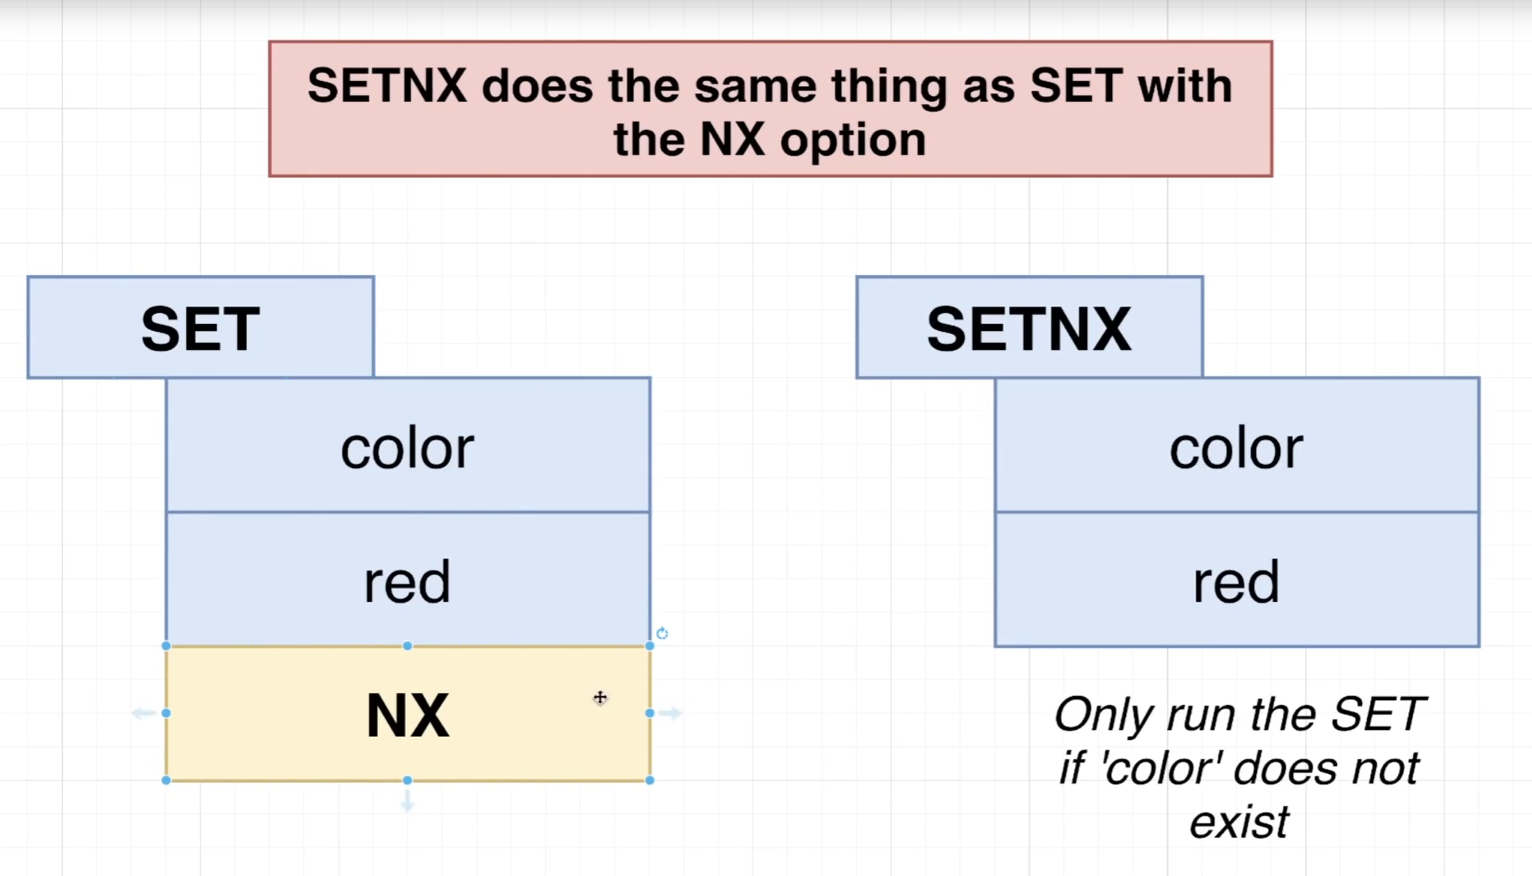 SETNX does the same thing as SET with
the NX option
SET
color
red
NX
SETNX
color
red
Only run the SET
if 'color' does not
exist